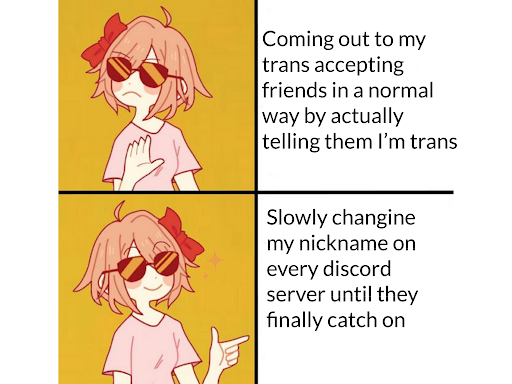 Coming out to my
trans accepting
friends in a normal
way by actually
telling them I’m trans
Slowly changine
my nickname on
every discord
server until they
finally catch on